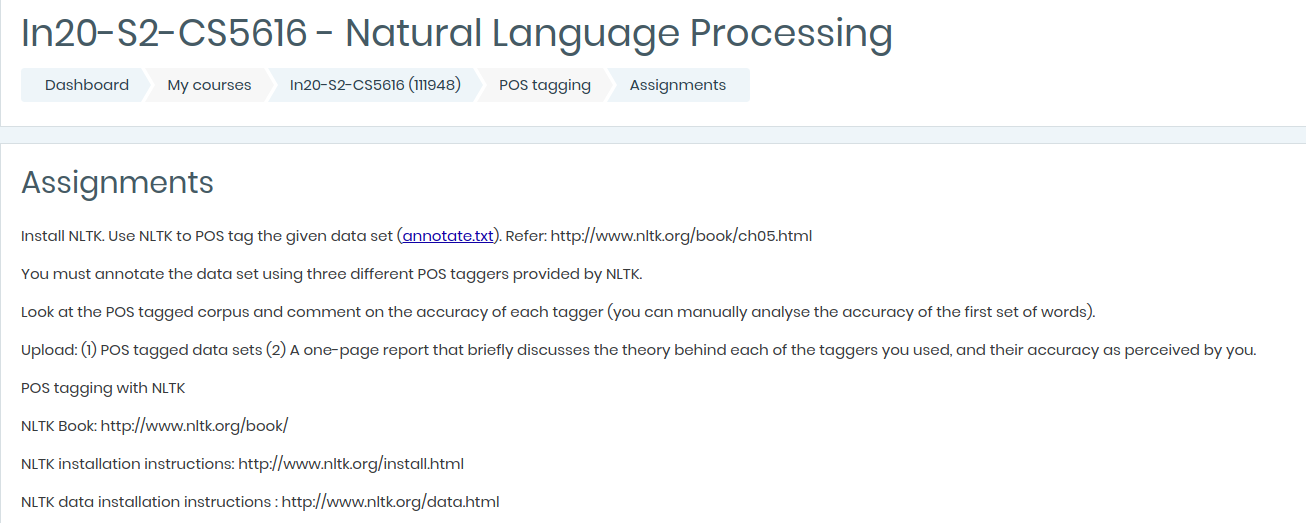 In20-S2-CS5616 - Natural Language Processing
Dashboard My courses In20-S2-CS5616 (111948) POS tagging Assignments
Assignments
Install NLTK. Use NLTK to POS tag the given data set (annotate.txt). Refer: http://www.nltk.org/book/ch05.html
You must annotate the data set using three different POS taggers provided by NLTK.
Look at the POS tagged corpus and comment on the accuracy of each tagger (you can manually analyse the accuracy of the first set of words).
Upload: (1) POS tagged data sets (2) A one-page report that briefly discusses the theory behind each of the taggers you used, and their accuracy as perceived by you.
POS tagging with NLTK
NLTK Book: http://www.nltk.org/book/
NLTK installation instructions: http://www.nltk.org/install.html
NLTK data installation instructions : http://www.nltk.org/data.html